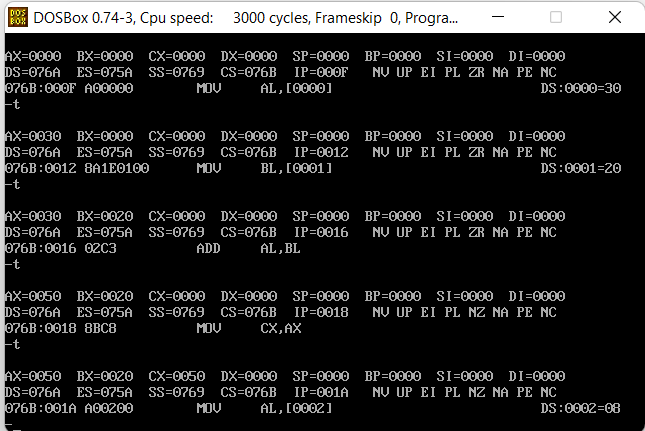 DOSBox 0.74-3, Cpu speed: 3000 cycles, Frameskip 0, Progra...
AX=0000 BX=0000 CX=0000 DX=0000 SP=0000 BP=0000 SI=0000 DI=0000
DS=076A ES=075A SS=0769 CS=076B IP=000F NV UP EI PL ZR NA PE NC
076B:000F A00000 MOV AL,[0000] DS:0000=30
-t
AX=0030 BX=0000 CX=0000 DX=0000 SP=0000 BP=0000 SI=0000 DI=0000
DS=076A ES=075A SS=0769 CS=076B IP=0012 NV UP EI PL ZR NA PE NC
076B:0012 8A1E0100 MOV BL,[0001] DS:0001=20
-t
AX=0030 BX=0020 CX=0000 DX=0000 SP=0000 BP=0000 SI=0000 DI=0000
DS=076A ES=075A SS=0769 CS=076B IP=0016 NV UP EI PL ZR NA PE NC
076B:0016 02C3 ADD AL,BL
-t
AX=0050 BX=0020 CX=0000 DX=0000 SP=0000 BP=0000 SI=0000 DI=0000
DS=076A ES=075A SS=0769 CS=076B IP=0018 NV UP EI PL NZ NA PE NC
076B:0018 8BC8 MOV CX,AX
-t
AX=0050 BX=0020 CX=0050 DX=0000 SP=0000 BP=0000 SI=0000 DI=0000
DS=076A ES=075A SS=0769 CS=076B IP=001A NV UP EI PL NZ NA PE NC
076B:001A A00200 MOV AL,[0002] DS:0002=08
-